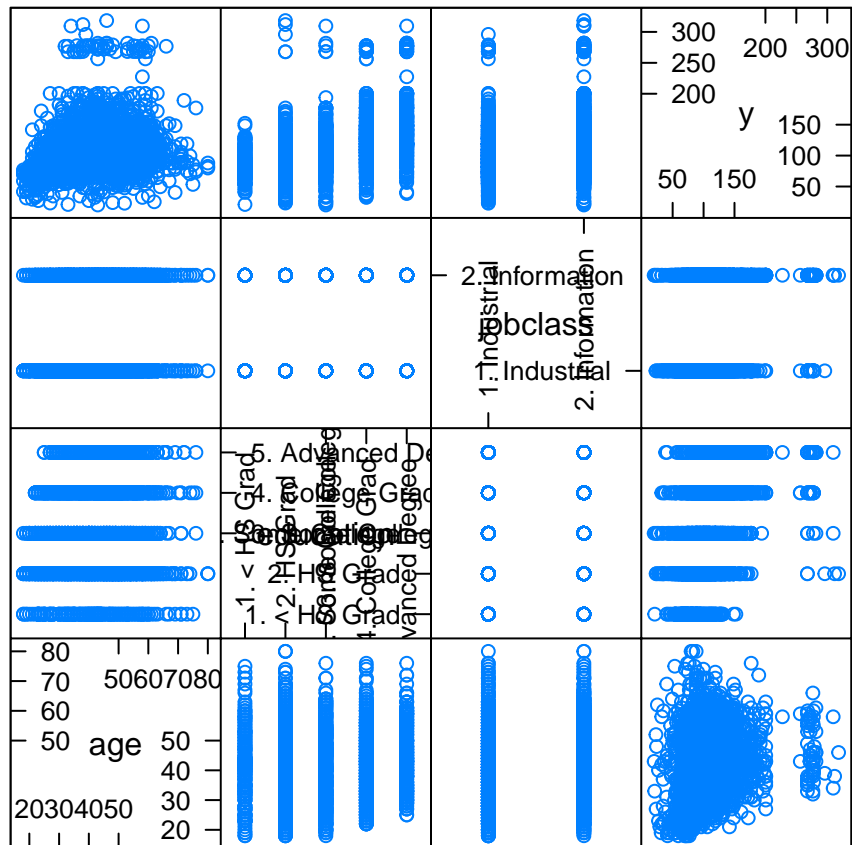 300
200 300
250
200
y
150
100
50 150
50
2. Information
jobclass
1. Industrial
1. Industrial
2. Information
5. Advanced De
4. College Grad
2. HS Grad
1. < HS Grad
1. < HS Grad
2. HS Grad
4. College Grad
vanced Degree
80
50607080
70
60
50
age
50
40
30
20304050
20